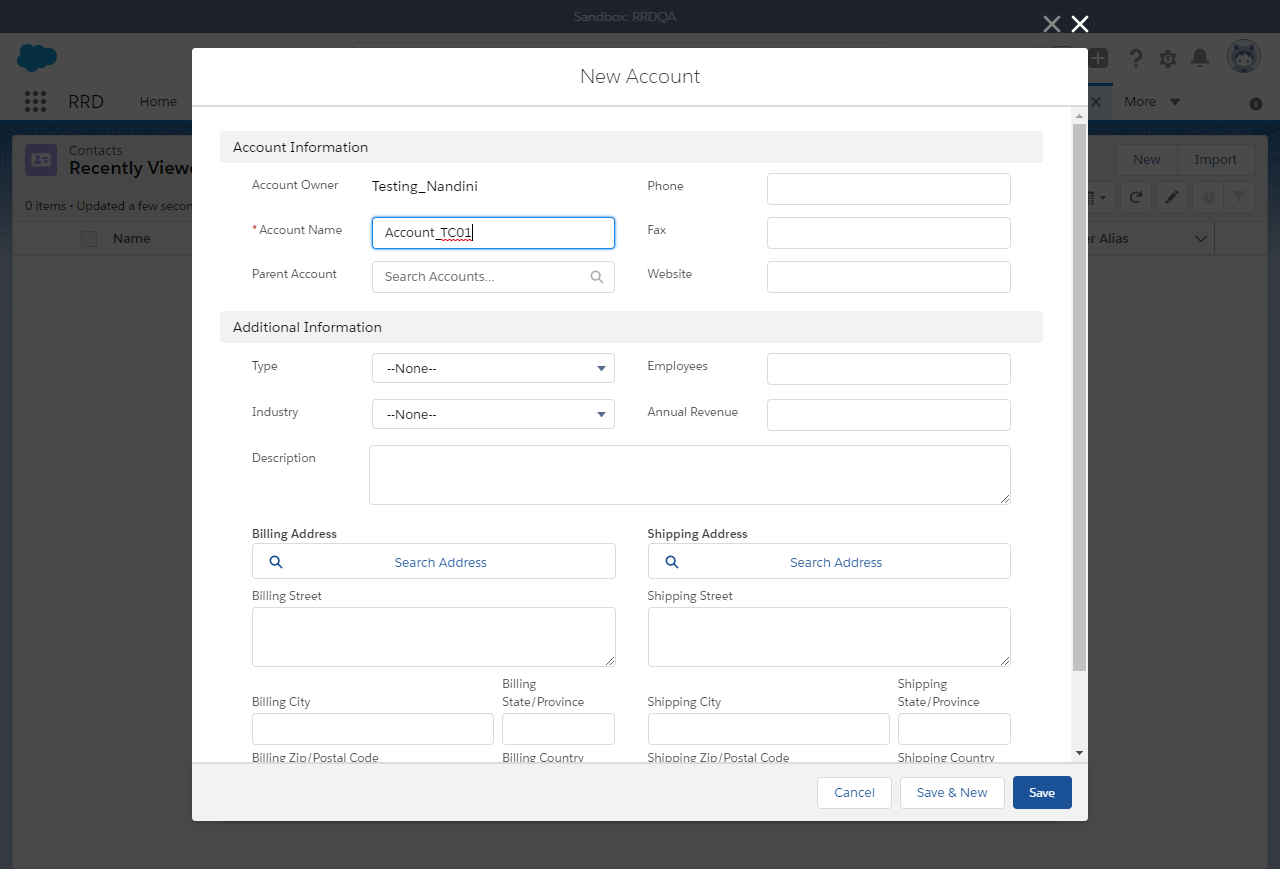 Sandbox: RRDQA
RRD
Home
More
Contacts
Recently View
New
Import
0 items • Updated a few secon
Name
r Alias
New Account
Account Information
Account Owner
Testing_Nandini
Phone
*Account Name
Account_TC01
Fax
Parent Account
Search Accounts...
Website
Additional Information
Type
--None--
Employees
Industry
--None--
Annual Revenue
Description
Billing Address
Shipping Address
Search Address
Search Address
Billing Street
Shipping Street
Billing City
Billing
State/Province
Shipping City
Shipping
State/Province
Billing Zip/Postal Code
Billing Country
Shipping Zip/Postal Code
Shipping Country
Cancel
Save & New
Save